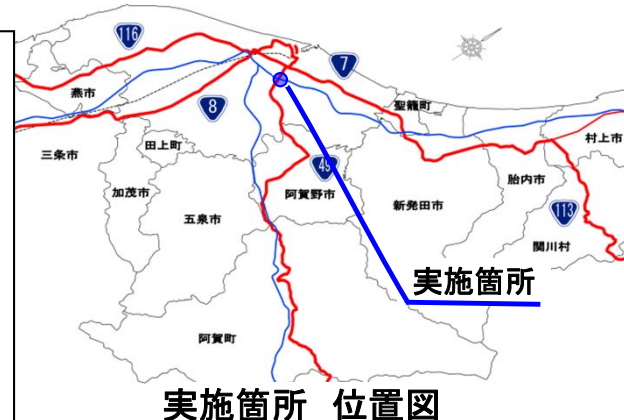 116
7
燕市
8
聖籠町
三条市
田上町
村上市
加茂市
49
阿賀野市
胎内市
五泉市
新発田市
113
関川村
実施箇所
阿賀町
実施箇所 位置図